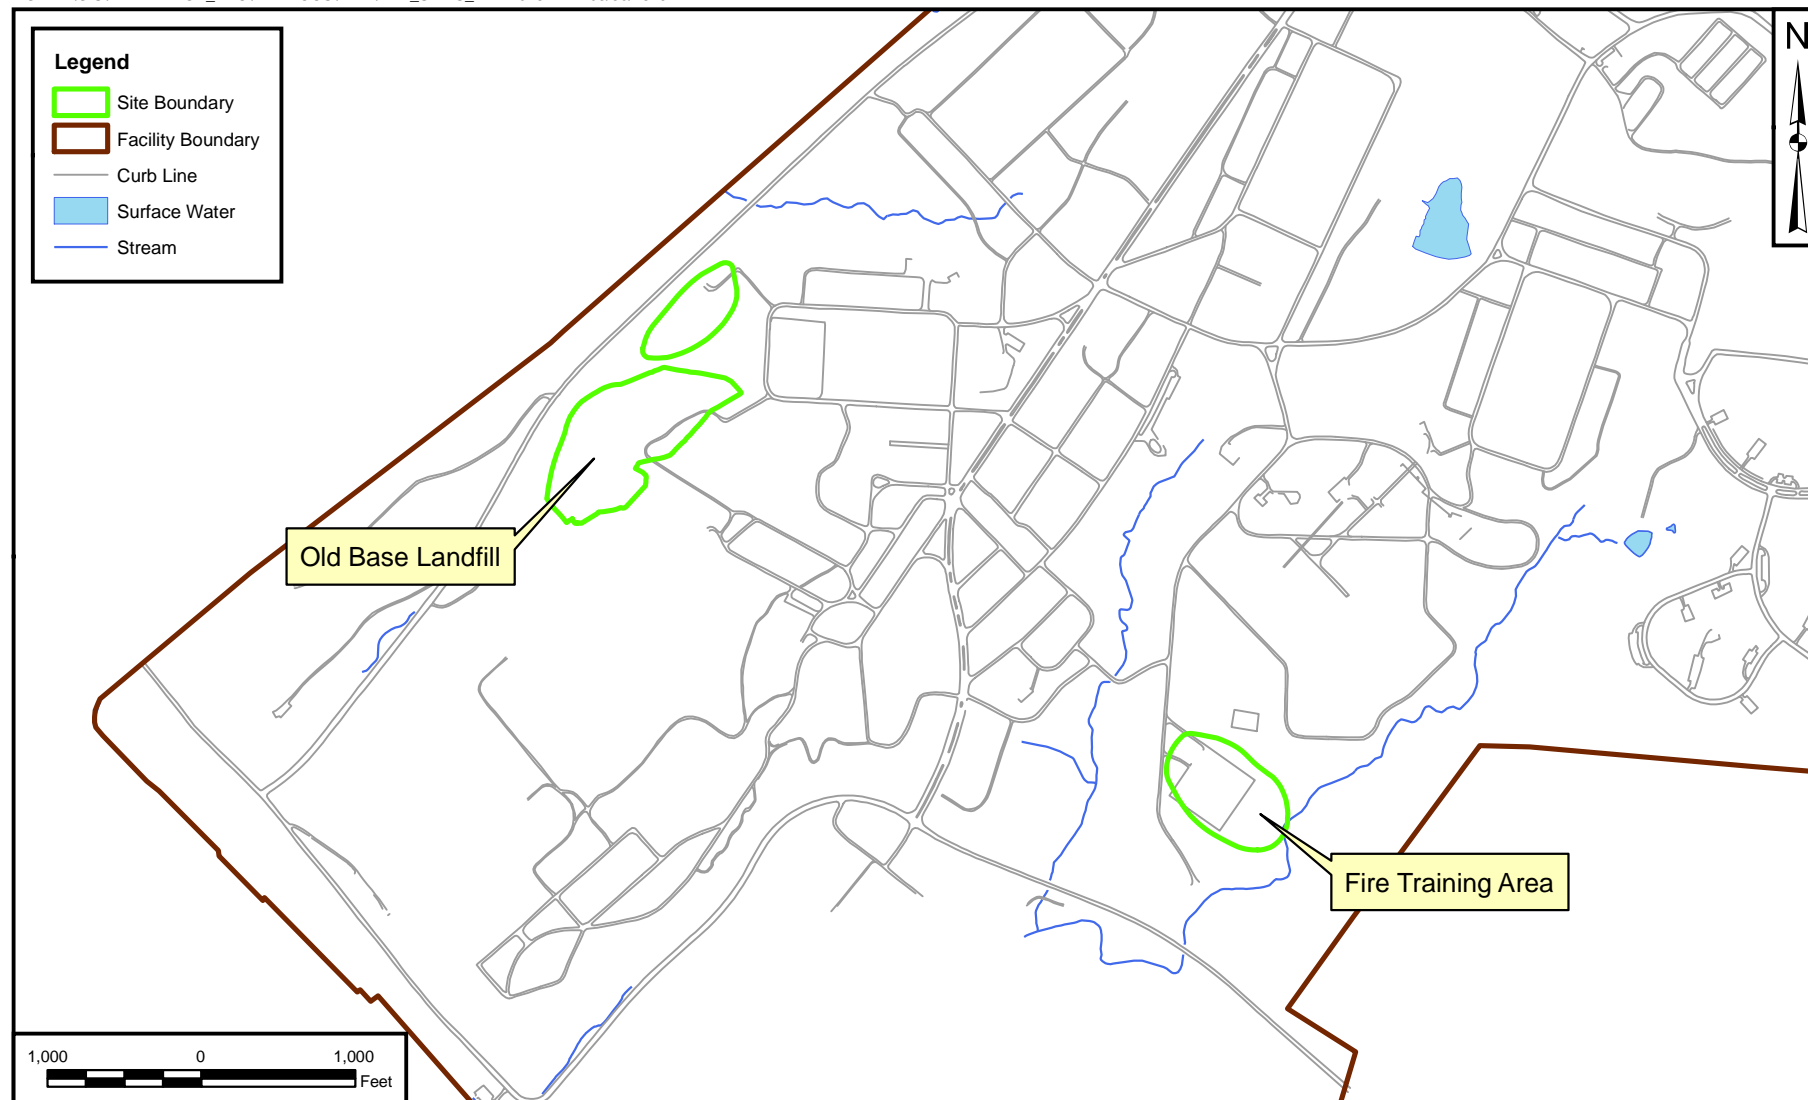 Legend
Site Boundary
Facility Boundary
Curb Line
Surface Water
Stream
N
Old Base Landfill
Fire Training Area
1,000 0 1,000
Feet